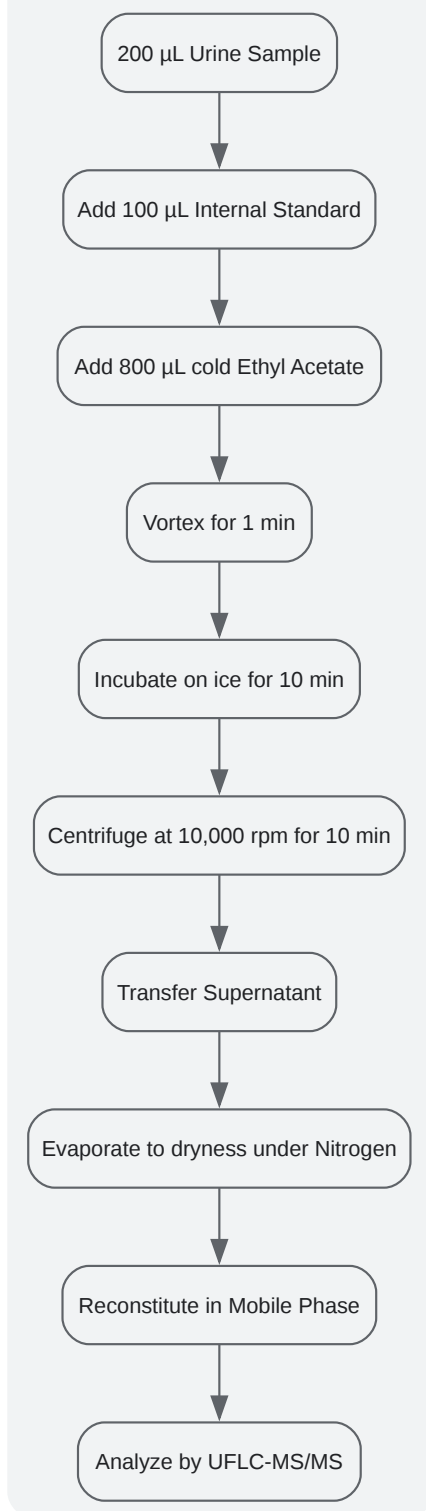 200 µL Urine Sample
Add 100 µL Internal Standard
Add 800 µL cold Ethyl Acetate
Vortex for 1 min
Incubate on ice for 10 min
Centrifuge at 10,000 rpm for 10 min
Transfer Supernatant
Evaporate to dryness under Nitrogen
Reconstitute in Mobile Phase
Analyze by UFLC-MS/MS